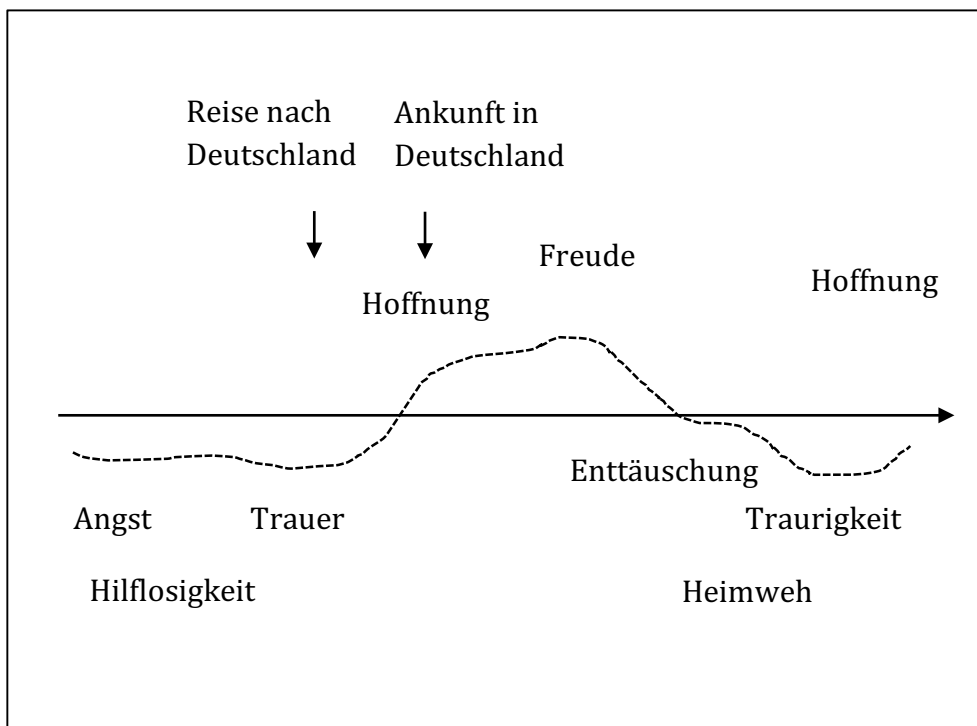 Reise nach
Deutschland
Ankunft in
Deutschland
Freude
Hoffnung
Hoffnung
Enttäuschung
Angst
Trauer
Traurigkeit
Hilflosigkeit
Heimweh